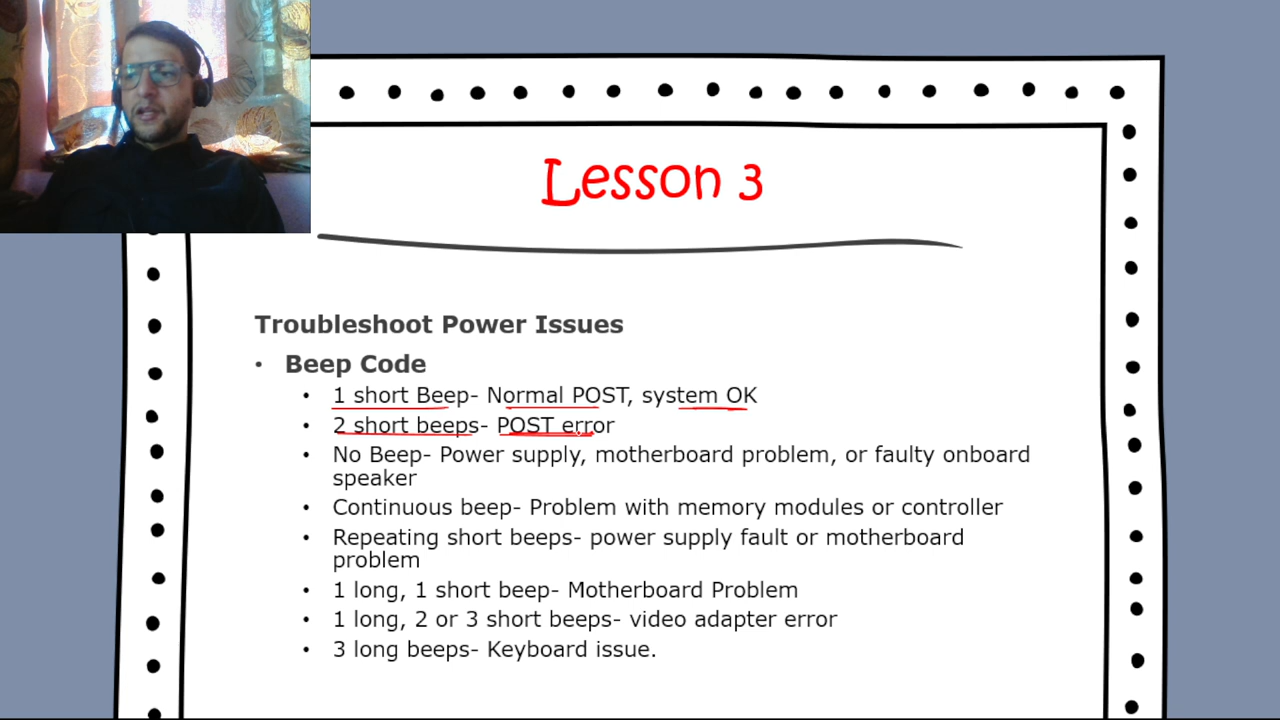 Lesson 3
Troubleshoot Power Issues
• Beep Code
• 1 short Beep- Normal POST, system OK
• 2 short beeps- POST error
• No Beep- Power supply, motherboard problem, or faulty onboard
speaker
• Continuous beep- Problem with memory modules or controller
• Repeating short beeps- power supply fault or motherboard
problem
• 1 long, 1 short beep- Motherboard Problem
• 1 long, 2 or 3 short beeps- video adapter error
• 3 long beeps- Keyboard issue.